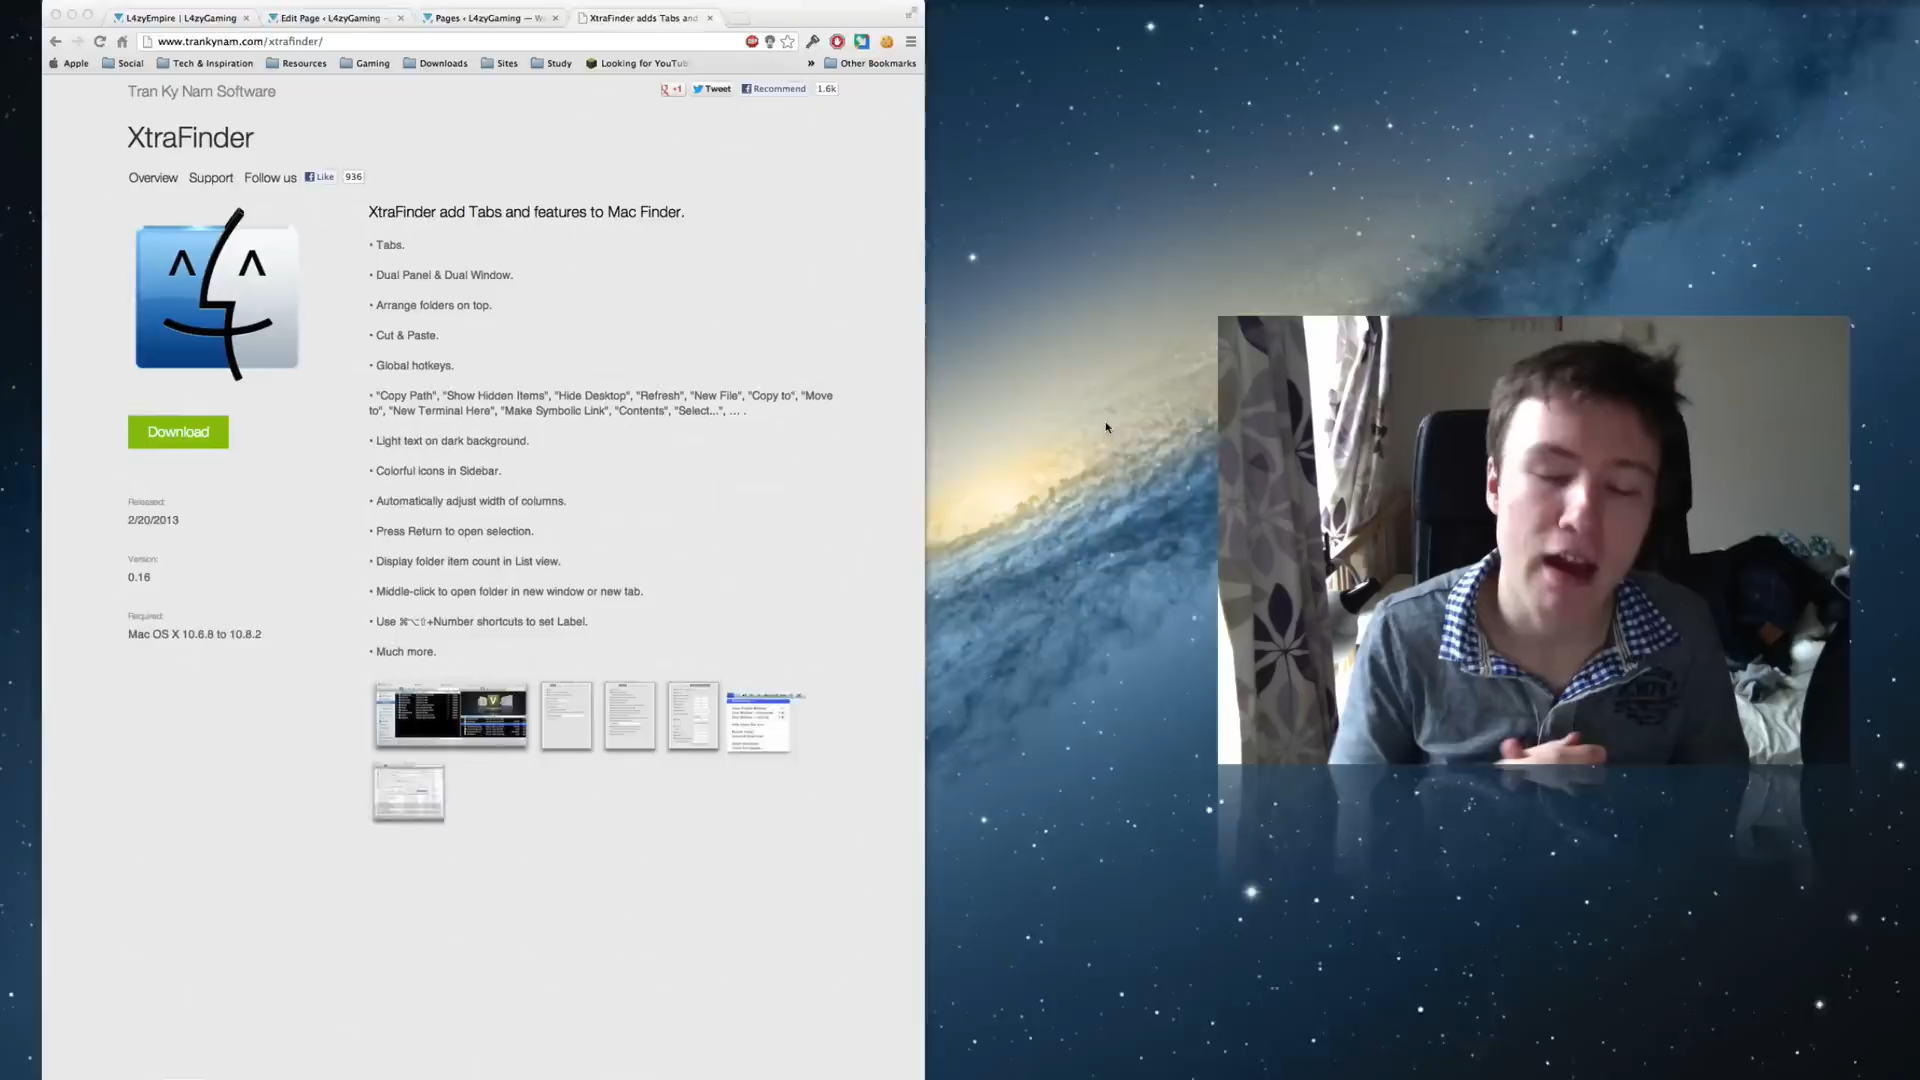 L4zyEmpire | L4zyGaming
Edit Page ‹ L4zyGaming
Pages ‹ L4zyGaming — W
XtraFinder adds Tabs and
www.trankynam.com/xtrafinder/
Apple
Social
Tech & Inspiration
Resources
Gaming
Downloads
Sites
Study
Looking for YouTub
»
Other Bookmarks
Tran Ky Nam Software
+1
Tweet
Recommend
1.6k
XtraFinder
Overview
Support
Follow us
Like
936
XtraFinder add Tabs and features to Mac Finder.
• Tabs.
• Dual Panel & Dual Window.
• Arrange folders on top.
• Cut & Paste.
• Global hotkeys.
• "Copy Path", "Show Hidden Items", "Hide Desktop", "Refresh", "New File", "Copy to", "Move
to", "New Terminal Here", "Make Symbolic Link", "Contents", "Select...", ... .
• Light text on dark background.
• Colorful icons in Sidebar.
• Automatically adjust width of columns.
• Press Return to open selection.
• Display folder item count in List view.
• Middle-click to open folder in new window or new tab.
• Use ⌘⌥⇧+Number shortcuts to set Label.
• Much more.
Download
Released:
2/20/2013
Version:
0.16
Required:
Mac OS X 10.6.8 to 10.8.2